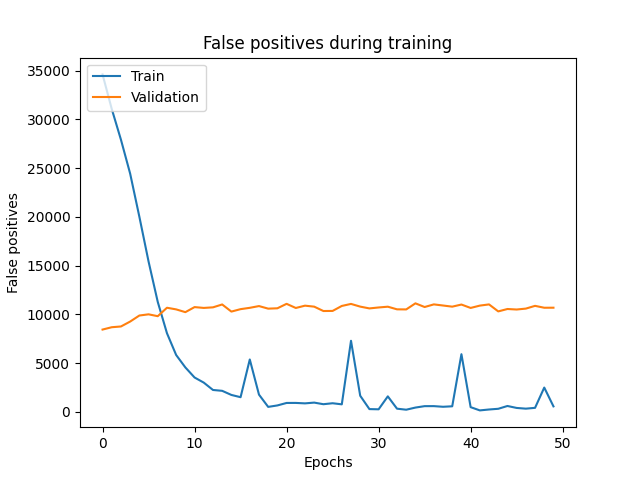 False positives during training
Train
Validation
35000
30000
25000
20000
15000
10000
5000
0
False positives
0 10 20 30 40 50
Epochs